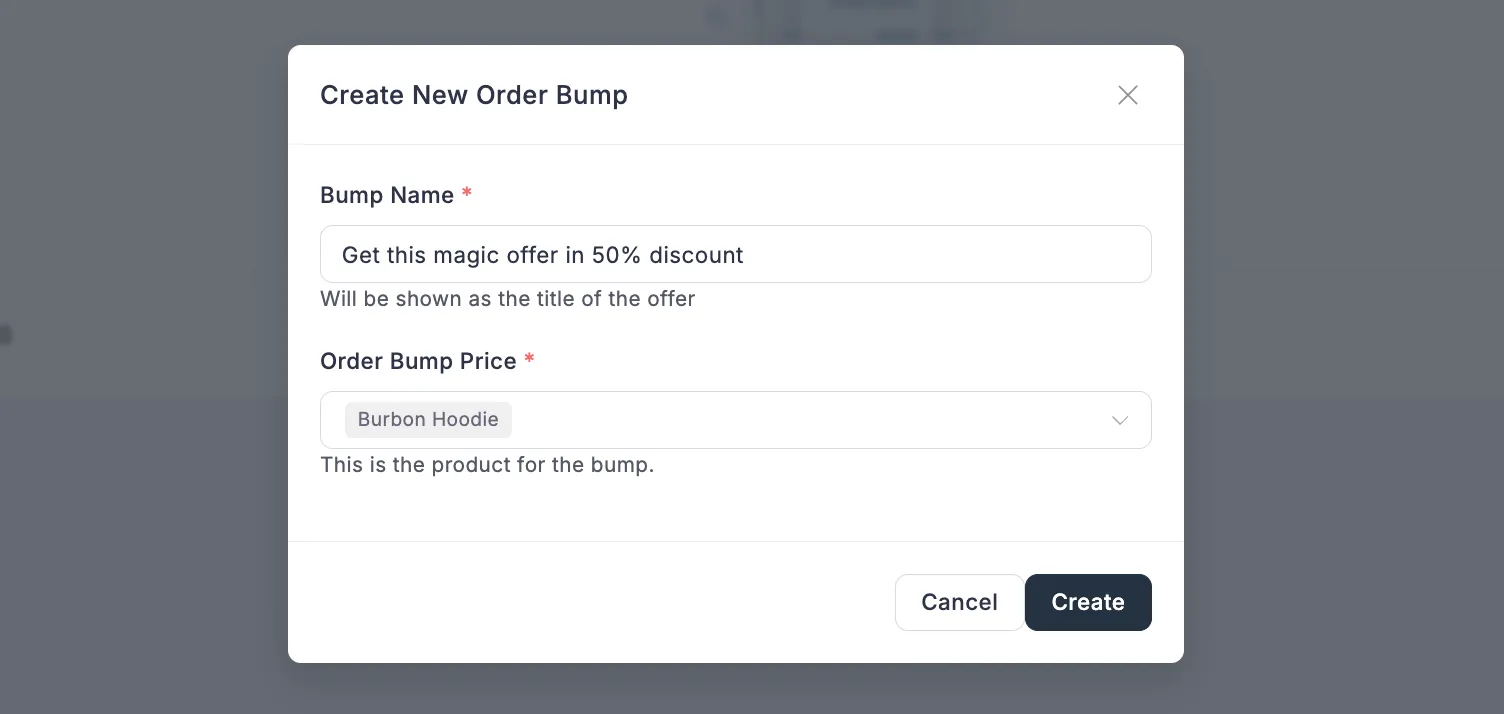 Create New Order Bump
Bump Name *
Get this magic offer in 50% discount
Will be shown as the title of the offer
Order Bump Price *
Burbon Hoodie
This is the product for the bump.
Cancel
Create